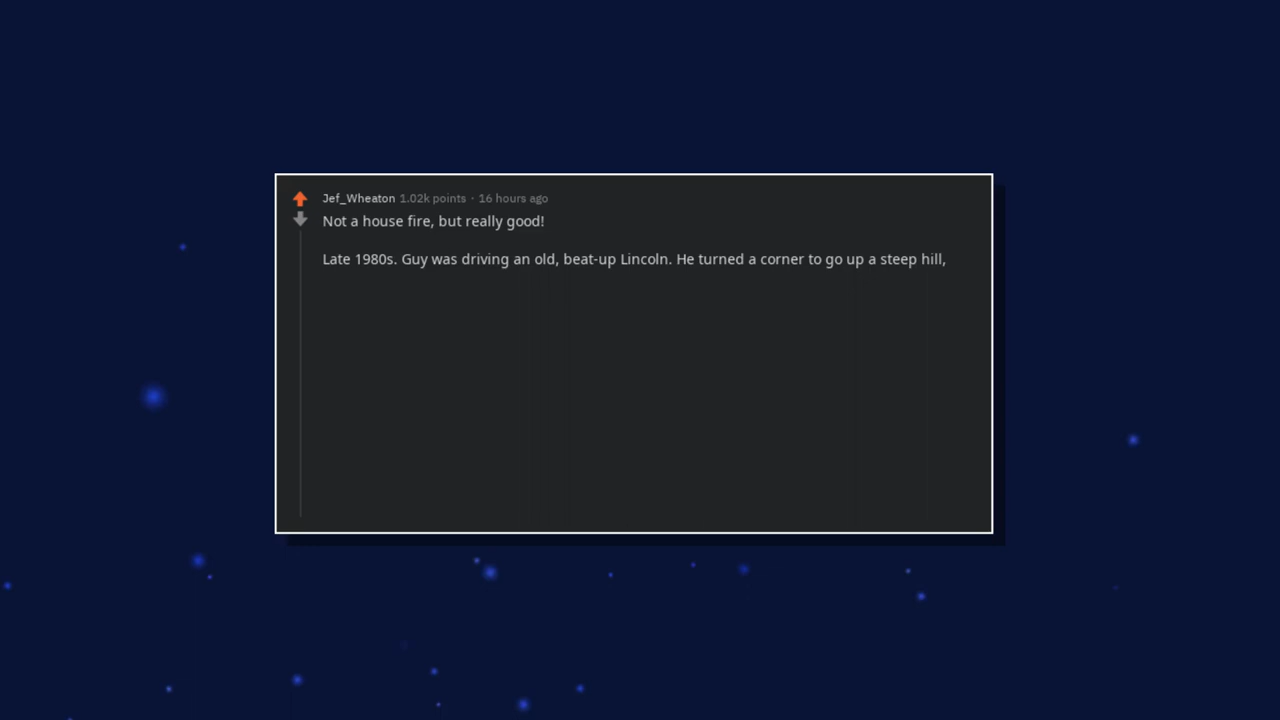 Jef_Wheaton 1.02k points · 16 hours ago
Not a house fire, but really good!
Late 1980s. Guy was driving an old, beat-up Lincoln. He turned a corner to go up a steep hill,